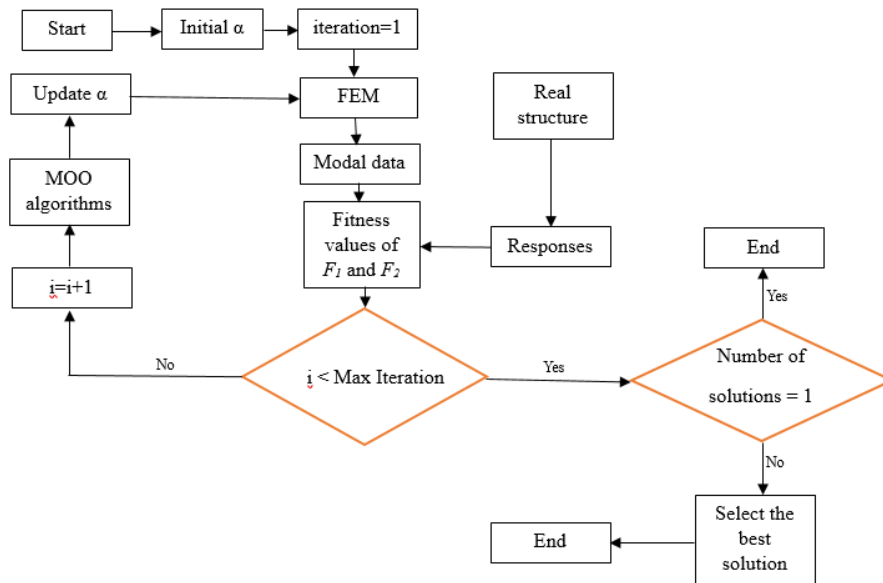 Start
Initial α
iteration=1
Update α
FEM
Real
structure
MOO
algorithms
Modal data
Fitness
values of
F1 and F2
Responses
End
i=i+1
Yes
No
i < Max Iteration
Yes
Number of
solutions = 1
No
End
Select the
best
solution